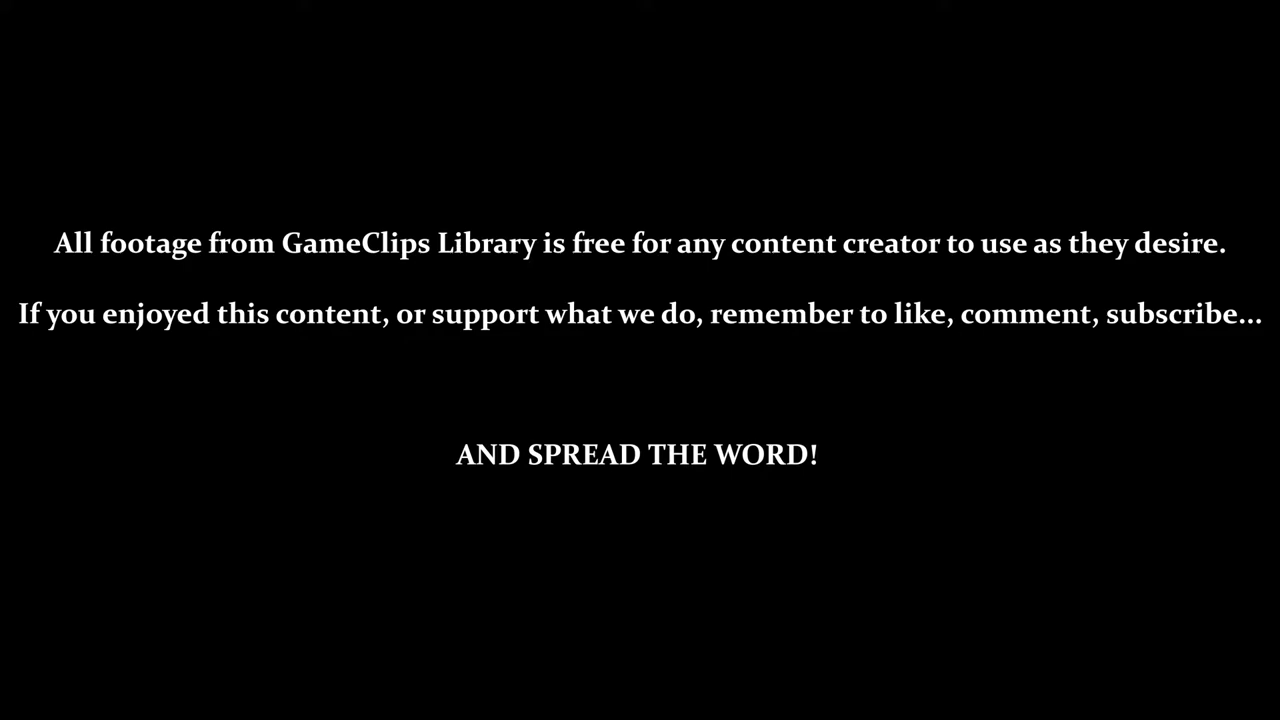 All footage from GameClips Library is free for any content creator to use as they desire.
If you enjoyed this content, or support what we do, remember to like, comment, subscribe...
AND SPREAD THE WORD!